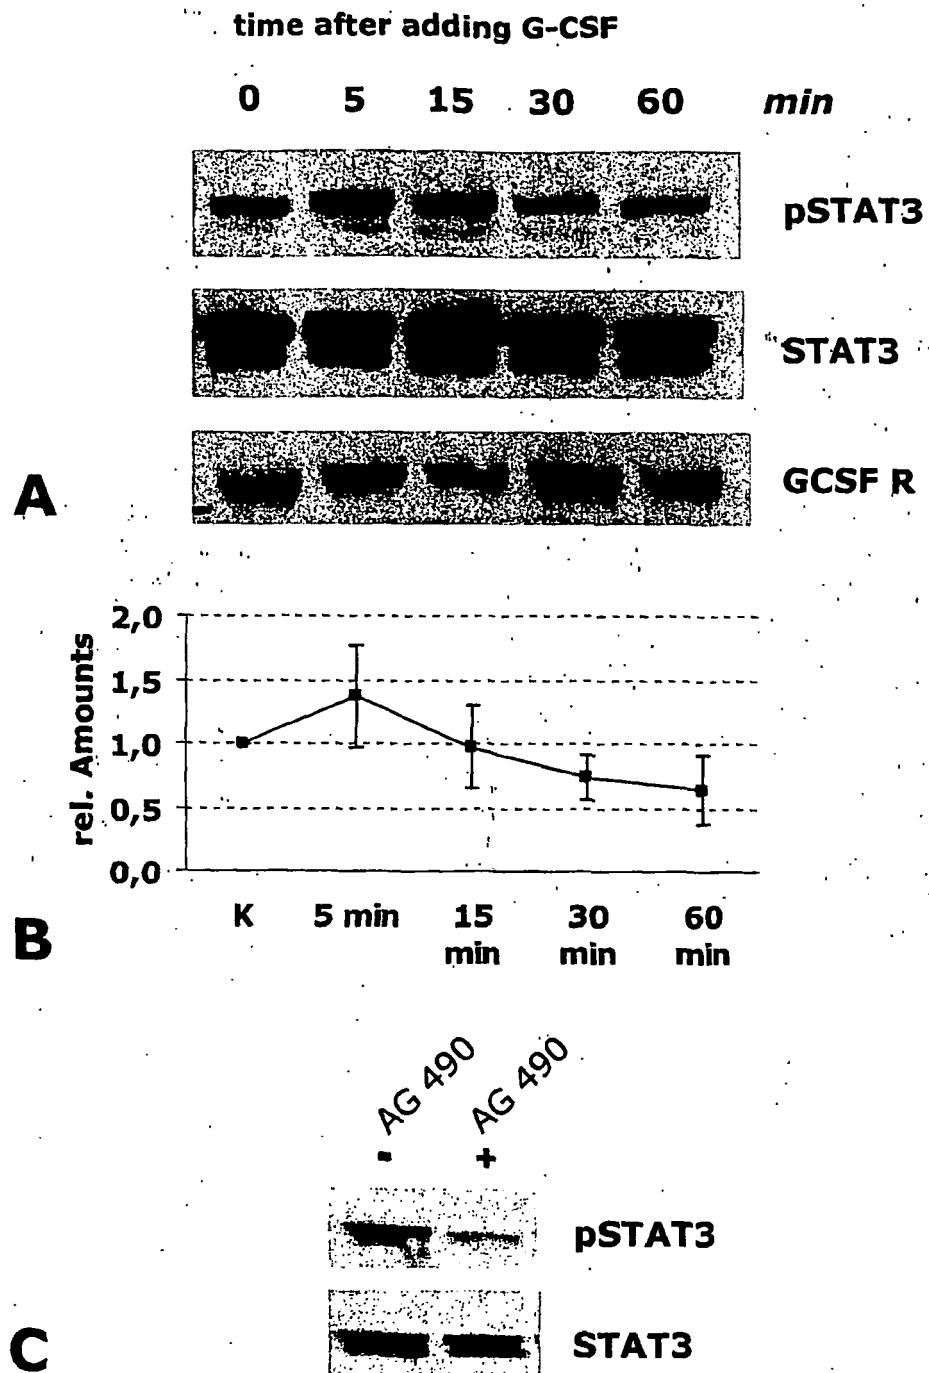 time after adding G-CSF
0 5 15 30 60 min
pSTAT3
STAT3
GCSF R
A
2,0
1,5
1,0
0,5
0,0
rel. Amounts
K 5 min 15 min 30 min 60 min
B
AG 490 AG 490
- +
pSTAT3
STAT3
C